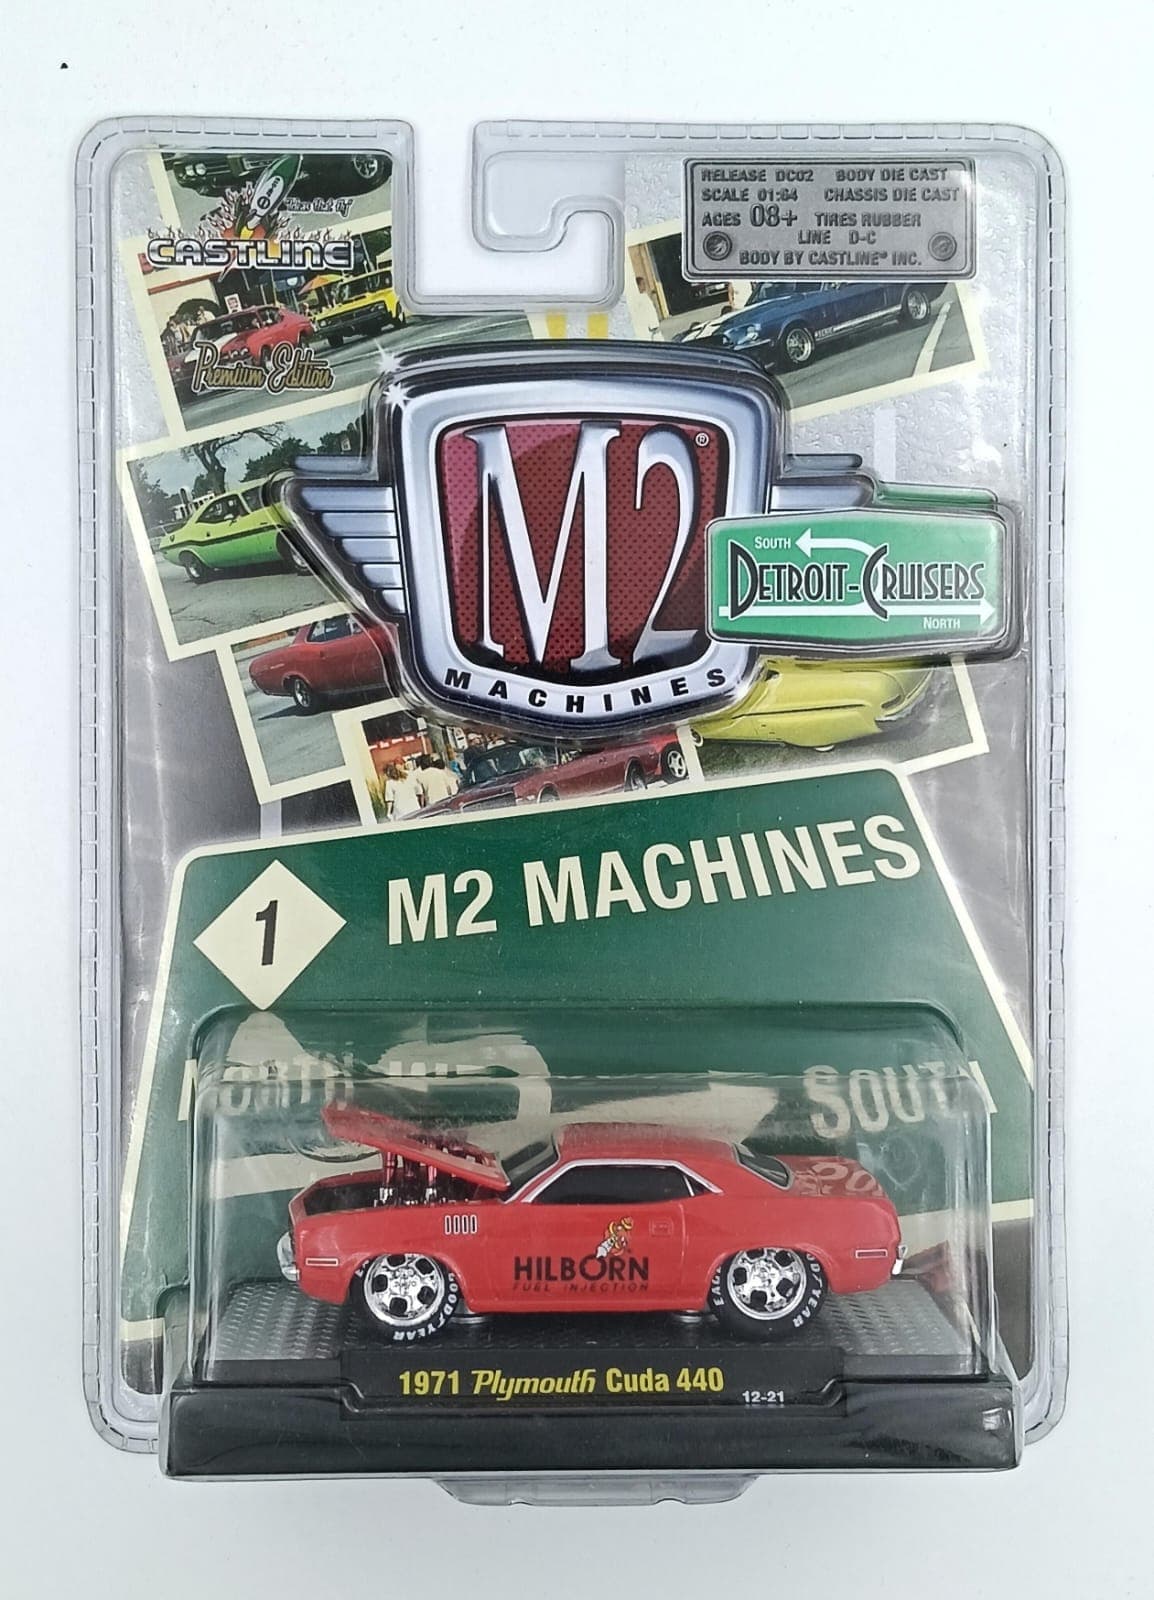 RELEASE DC02 BODY DIE CAST
SCALE 01:64 CHASSIS DIE CAST
AGES 08+ TIRES RUBBER
LINE D-C
BODY BY CASTLINE® INC.
CASTLINE
Premium Edition
M2®
MACHINES
SOUTH
DETROIT-CRUISERS
NORTH
1
M2 MACHINES
SOUTH
HILBORN
FUEL INJECTION
GOODYEAR
EAGLE GOODYEAR
1971 Plymouth Cuda 440
12-21